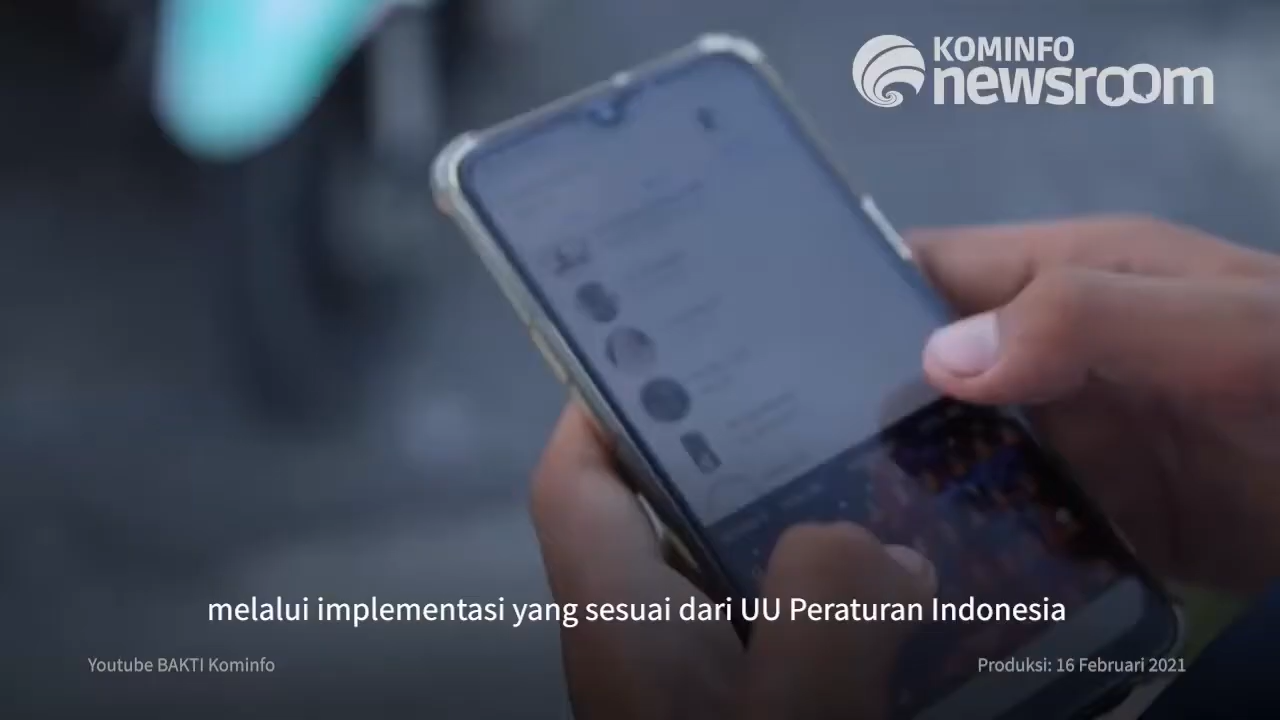 KOMINFO
newsroom
melalui implementasi yang sesuai dari UU Peraturan Indonesia
Youtube BAKTI Kominfo
Produksi: 16 Februari 2021